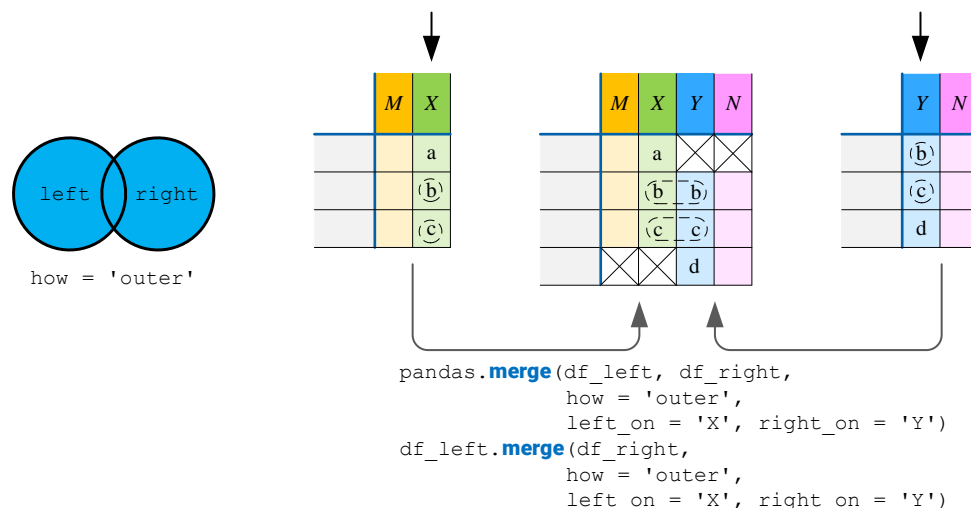 M X
a
b
c
M X Y N
a
b b
c c
d
Y N
b
c
d
left right
how = 'outer'
pandas.merge(df_left, df_right,
how = 'outer',
left_on = 'X', right_on = 'Y')
df_left.merge(df_right,
how = 'outer',
left_on = 'X', right_on = 'Y')